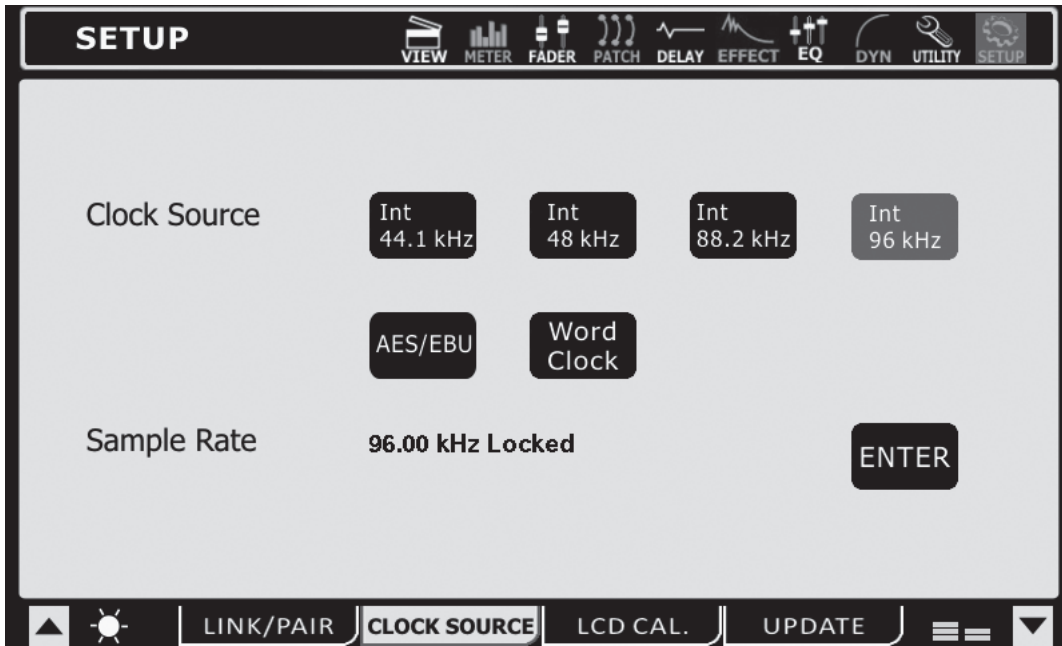 SETUP
VIEW METER FADER PATCH DELAY EFFECT EQ DYN UTILITY SETUP
Clock Source
Int
44.1 kHz
Int
48 kHz
Int
88.2 kHz
Int
96 kHz
AES/EBU
Word
Clock
Sample Rate
96.00 kHz Locked
ENTER
LINK/PAIR
CLOCK SOURCE
LCD CAL.
UPDATE